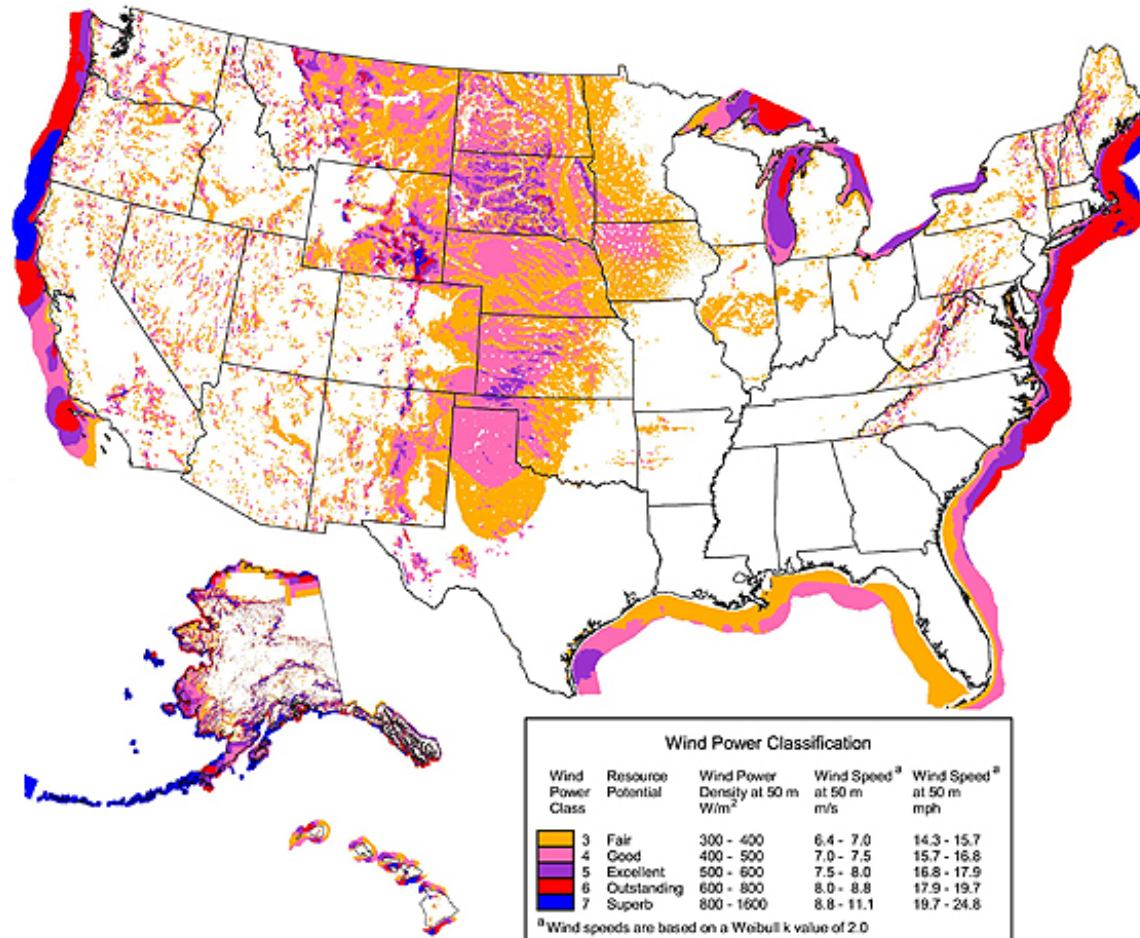 Wind Power Classification
Wind Power Class Resource Potential Wind Power Density at 50 m W/m2 Wind Speed a at 50 m m/s Wind Speed a at 50 m mph
3 Fair 300 - 400 6.4 - 7.0 14.3 - 15.7
4 Good 400 - 500 7.0 - 7.5 15.7 - 16.8
5 Excellent 500 - 600 7.5 - 8.0 16.8 - 17.9
6 Outstanding 600 - 800 8.0 - 8.8 17.9 - 19.7
7 Superb 800 - 1600 8.8 - 11.1 19.7 - 24.8
a Wind speeds are based on a Weibull k value of 2.0